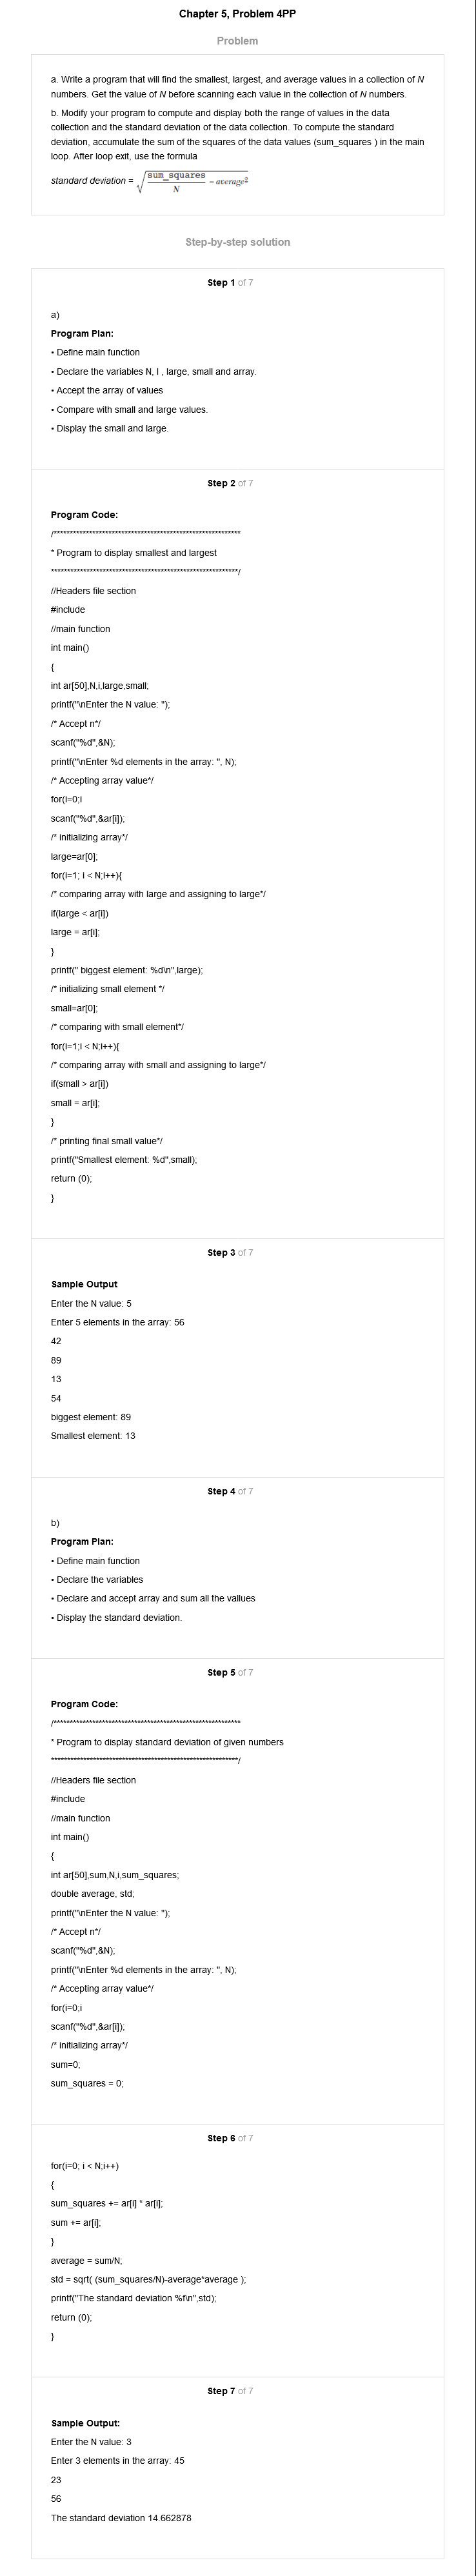 Chapter 5, Problem 4PP
Problem
a. Write a program that will find the smallest, largest, and average values in a collection of N
numbers. Get the value of N before scanning each value in the collection of N numbers.
b. Modify your program to compute and display both the range of values in the data
collection and the standard deviation of the data collection. To compute the standard
deviation, accumulate the sum of the squares of the data values (sum_squares ) in the main
loop. After loop exit, use the formula
standard deviation = √(sum_squares/N − average²)
Step-by-step solution
Step 1 of 7
a)
Program Plan:
• Define main function
• Declare the variables N, I , large, small and array.
• Accept the array of values
• Compare with small and large values.
• Display the small and large.
Step 2 of 7
Program Code:
/**********************************************************
* Program to display smallest and largest
**********************************************************/
//Headers file section
#include
//main function
int main()
{
int ar[50],N,i,large,small;
printf("\nEnter the N value: ");
/* Accept n*/
scanf("%d",&N);
printf("\nEnter %d elements in the array: ", N);
/* Accepting array value*/
for(i=0;i
scanf("%d",&ar[i]);
/* initializing array*/
large=ar[0];
for(i=1; i < N;i++){
/* comparing array with large and assigning to large*/
if(large < ar[i])
large = ar[i];
}
printf(" biggest element: %d\n",large);
/* initializing small element */
small=ar[0];
/* comparing with small element*/
for(i=1;i < N;i++){
/* comparing array with small and assigning to large*/
if(small > ar[i])
small = ar[i];
}
/* printing final small value*/
printf("Smallest element: %d",small);
return (0);
}
Step 3 of 7
Sample Output
Enter the N value: 5
Enter 5 elements in the array: 56
42
89
13
54
biggest element: 89
Smallest element: 13
Step 4 of 7
b)
Program Plan:
• Define main function
• Declare the variables
• Declare and accept array and sum all the vallues
• Display the standard deviation.
Step 5 of 7
Program Code:
/**********************************************************
* Program to display standard deviation of given numbers
**********************************************************/
//Headers file section
#include
//main function
int main()
{
int ar[50],sum,N,i,sum_squares;
double average, std;
printf("\nEnter the N value: ");
/* Accept n*/
scanf("%d",&N);
printf("\nEnter %d elements in the array: ", N);
/* Accepting array value*/
for(i=0;i
scanf("%d",&ar[i]);
/* initializing array*/
sum=0;
sum_squares = 0;
Step 6 of 7
for(i=0; i < N;i++)
{
sum_squares += ar[i] * ar[i];
sum += ar[i];
}
average = sum/N;
std = sqrt( (sum_squares/N)-average*average );
printf("The standard deviation %f\n",std);
return (0);
}
Step 7 of 7
Sample Output:
Enter the N value: 3
Enter 3 elements in the array: 45
23
56
The standard deviation 14.662878